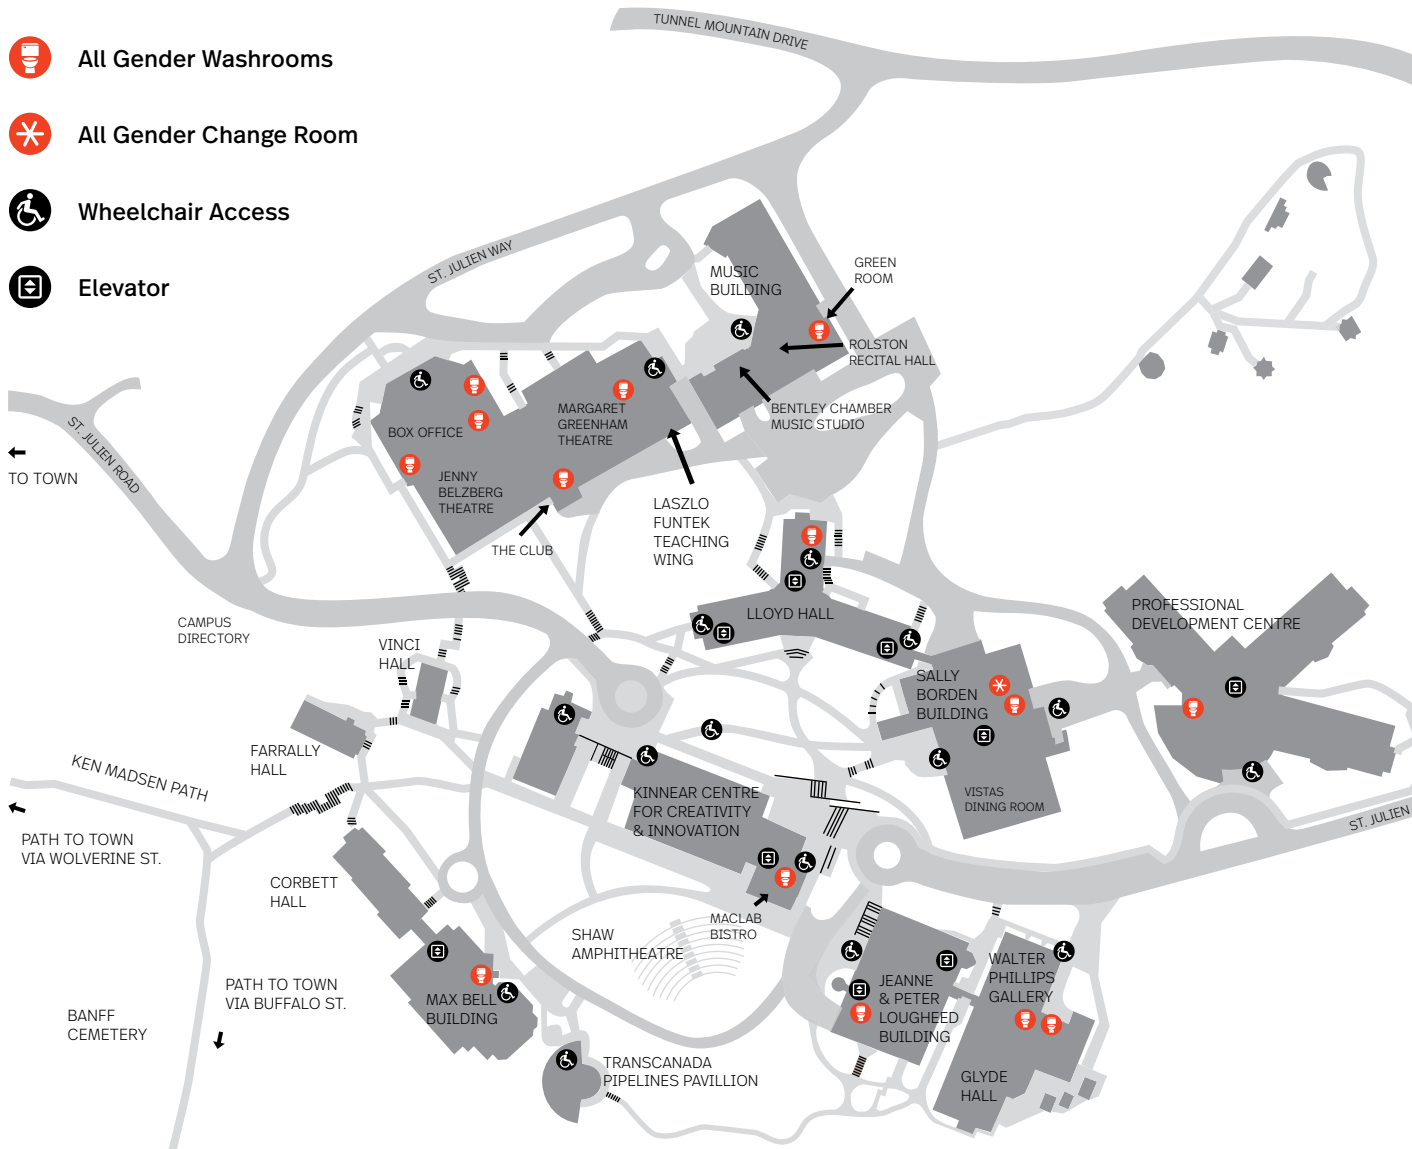 TUNNEL MOUNTAIN DRIVE
All Gender Washrooms
All Gender Change Room
Wheelchair Access
Elevator
ST. JULIEN WAY
MUSIC
BUILDING
GREEN
ROOM
ROLSTON
RECITAL HALL
BENTLEY CHAMBER
MUSIC STUDIO
MARGARET
GREENHAM
THEATRE
BOX OFFICE
JENNY
BELZBERG
THEATRE
ST. JULIEN ROAD
TO TOWN
THE CLUB
LASZLO
FUNTEK
TEACHING
WING
LLOYD HALL
CAMPUS
DIRECTORY
VINCI
HALL
PROFESSIONAL
DEVELOPMENT CENTRE
SALLY
BORDEN
BUILDING
VISTAS
DINING ROOM
FARRALLY
HALL
KEN MADSEN PATH
PATH TO TOWN
VIA WOLVERINE ST.
KINNEAR CENTRE
FOR CREATIVITY
& INNOVATION
ST. JULIEN
CORBETT
HALL
MACLAB
BISTRO
SHAW
AMPHITHEATRE
WALTER
PHILLIPS
GALLERY
JEANNE
& PETER
LOUGHEED
BUILDING
PATH TO TOWN
VIA BUFFALO ST.
MAX BELL
BUILDING
BANFF
CEMETERY
TRANSCANADA
PIPELINES PAVILLION
GLYDE
HALL